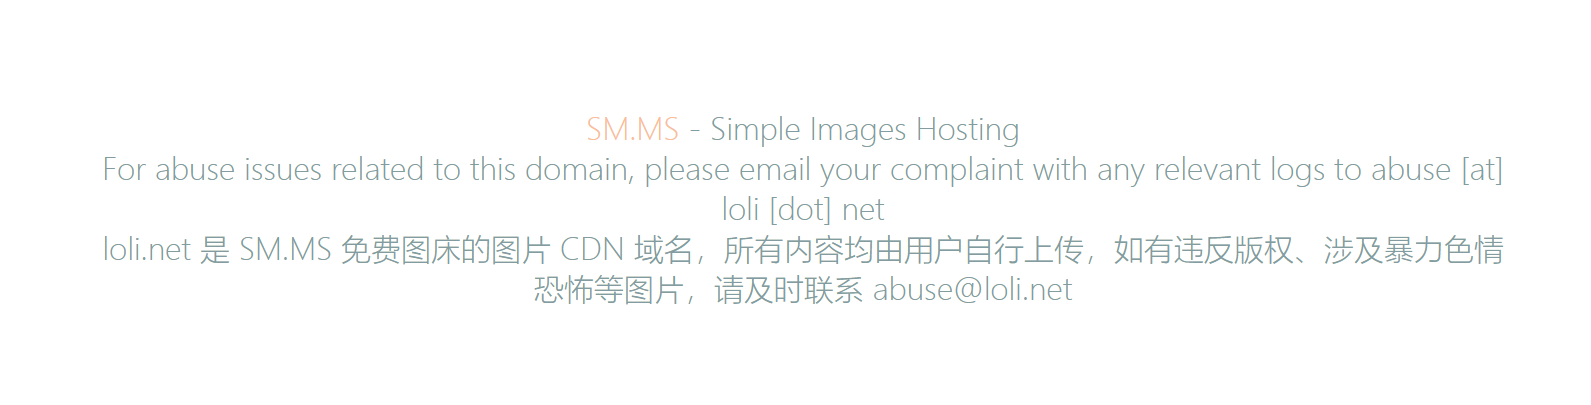 SM.MS - Simple Images Hosting
For abuse issues related to this domain, please email your complaint with any relevant logs to abuse [at]
loli [dot] net
loli.net 是 SM.MS 免费图床的图片 CDN 域名，所有内容均由用户自行上传，如有违反版权、涉及暴力色情
恐怖等图片，请及时联系 abuse@loli.net